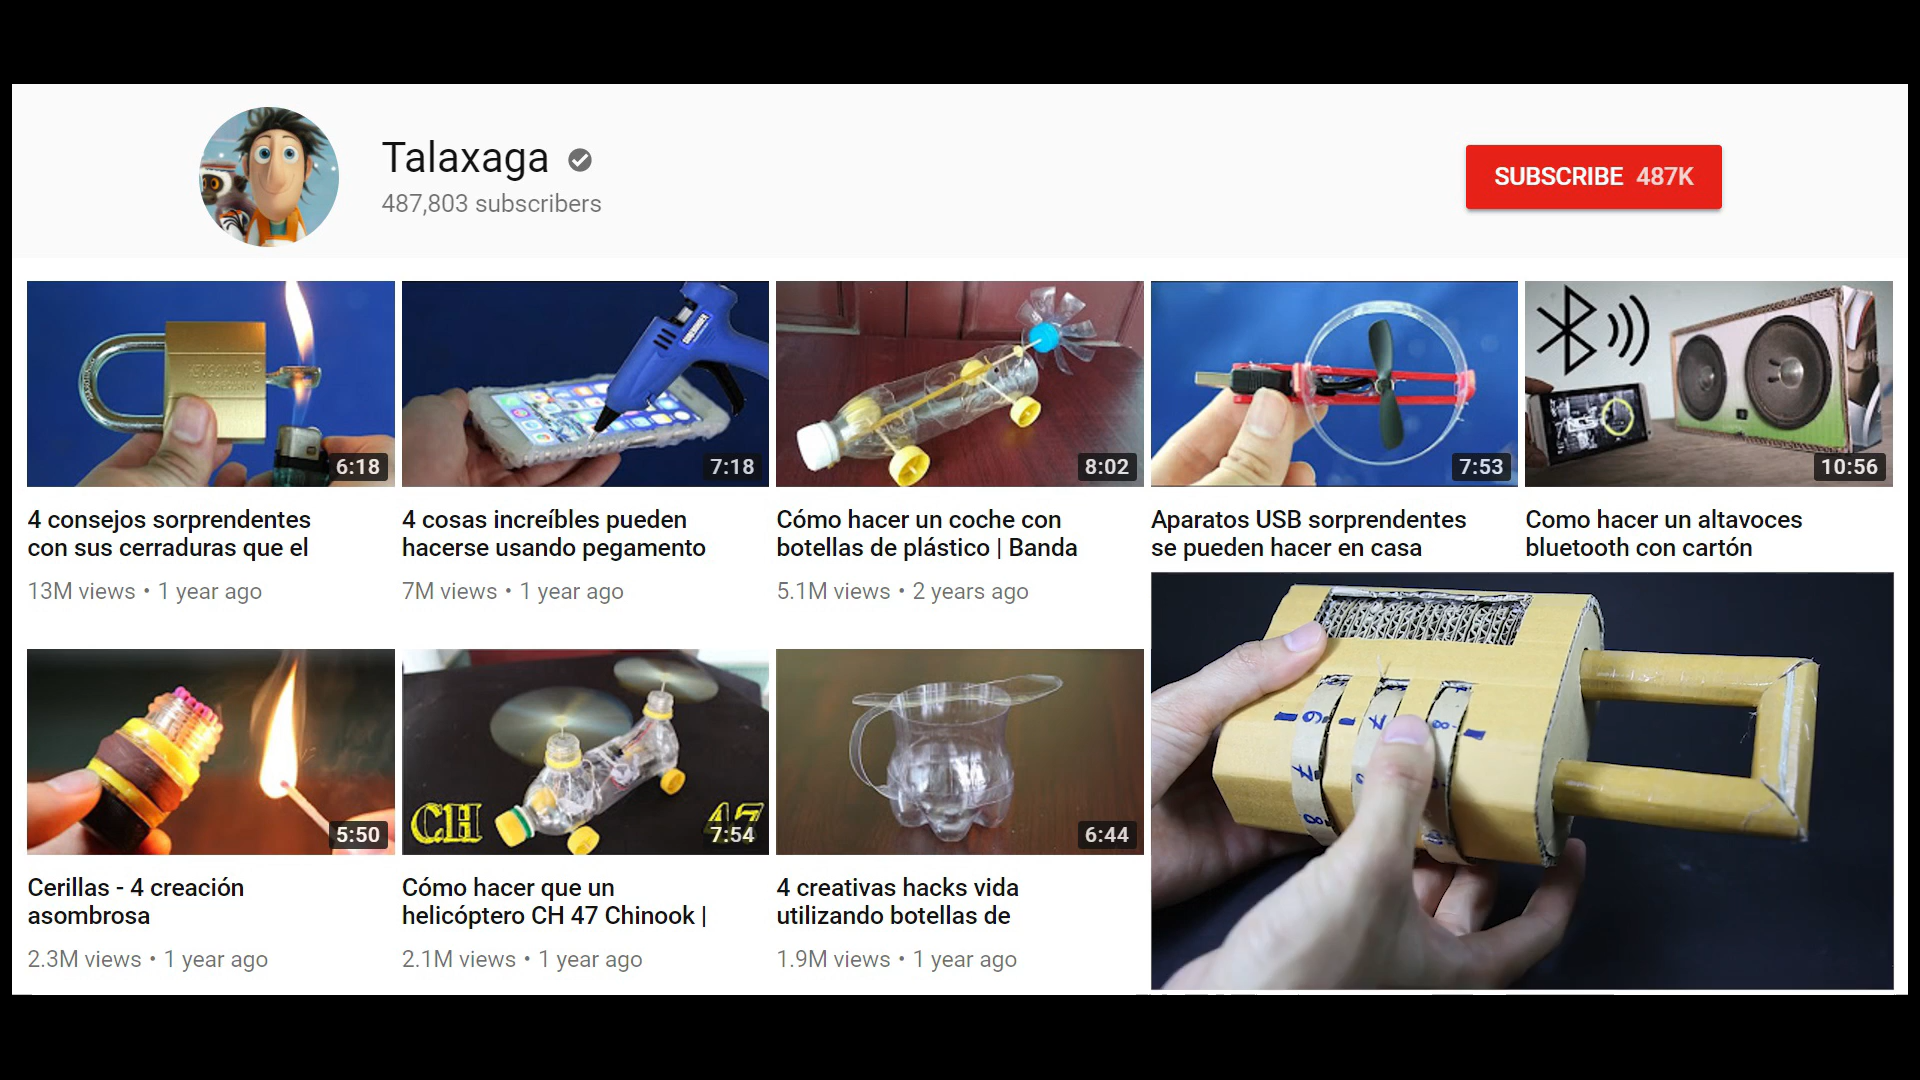 Talaxaga
487,803 subscribers
SUBSCRIBE 487K
6:18
7:18
8:02
7:53
10:56
4 consejos sorprendentes
con sus cerraduras que el
13M views • 1 year ago
4 cosas increíbles pueden
hacerse usando pegamento
7M views • 1 year ago
Cómo hacer un coche con
botellas de plástico | Banda
5.1M views • 2 years ago
Aparatos USB sorprendentes
se pueden hacer en casa
Como hacer un altavoces
bluetooth con cartón
5:50
CH 47
7:54
6:44
6 7 8
7
8
Cerillas - 4 creación
asombrosa
2.3M views • 1 year ago
Cómo hacer que un
helicóptero CH 47 Chinook |
2.1M views • 1 year ago
4 creativas hacks vida
utilizando botellas de
1.9M views • 1 year ago